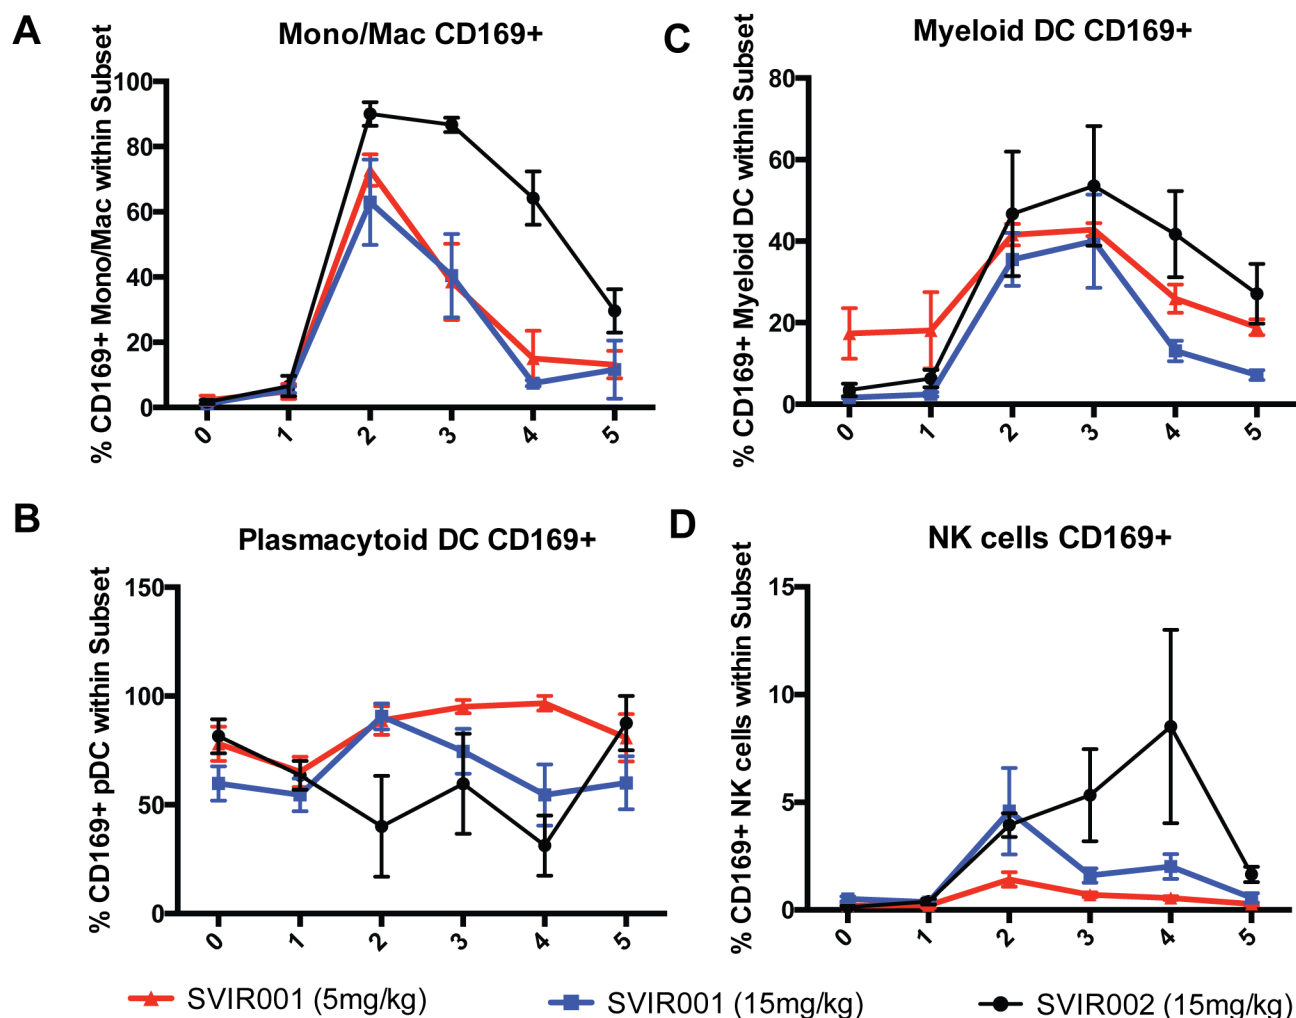 A
Mono/Mac CD169+
% CD169+ Mono/Mac within Subset
100
80
60
40
20
0
0 1 2 3 4 5
C
Myeloid DC CD169+
% CD169+ Myeloid DC within Subset
80
60
40
20
0
0 1 2 3 4 5
B
Plasmacytoid DC CD169+
% CD169+ pDC within Subset
150
100
50
0
0 1 2 3 4 5
D
NK cells CD169+
% CD169+ NK cells within Subset
15
10
5
0
0 1 2 3 4 5
SVIR001 (5mg/kg)
SVIR001 (15mg/kg)
SVIR002 (15mg/kg)